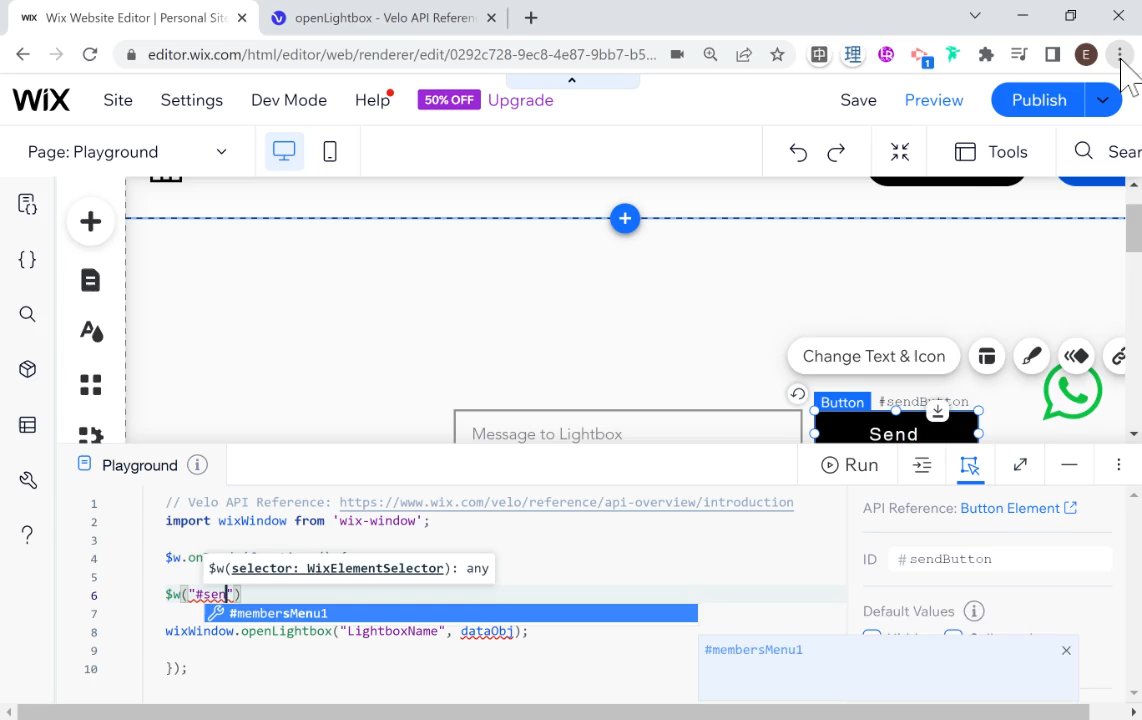 Wix Website Editor | Personal Site
openLightbox - Velo API Referen
editor.wix.com/html/editor/web/renderer/edit/0292c728-9ec8-4e87-9bb7-b5...
1
E
WiX
Site
Settings
Dev Mode
Help
50% OFF
Upgrade
Save
Preview
Publish
Page: Playground
Tools
Sear
Change Text & Icon
Button
#sendButton
Message to Lightbox
Send
Playground
Run
1 // Velo API Reference: https://www.wix.com/velo/reference/api-overview/introduction
2 import wixWindow from 'wix-window';
3
4 $w.on
$w(selector: WixElementSelector): any
5
6 $w("#sen")
7 #membersMenu1
8 wixWindow.openLightbox("LightboxName", dataObj);
9
10 });
#membersMenu1
API Reference: Button Element
ID # sendButton
Default Values